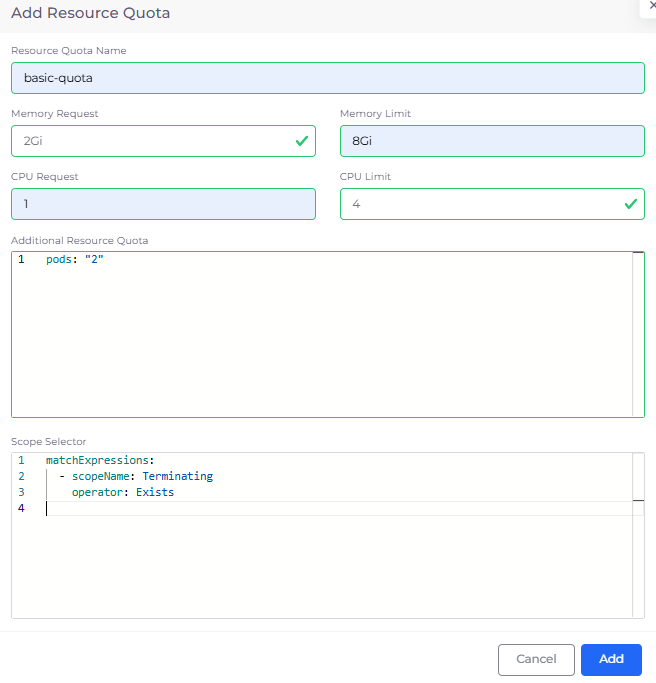 Add Resource Quota
Resource Quota Name
basic-quota
Memory Request
Memory Limit
2Gi
8Gi
CPU Request
CPU Limit
1
4
Additional Resource Quota
1 pods: "2"
Scope Selector
1 matchExpressions:
2 - scopeName: Terminating
3 operator: Exists
4
Cancel
Add